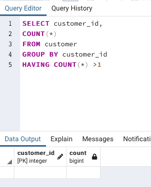 Query Editor Query History
1 SELECT customer_id,
2 COUNT(*)
3 FROM customer
4 GROUP BY customer_id
5 HAVING COUNT(*) >1
Data Output Explain Messages Notificati
customer_id count
[PK] integer bigint